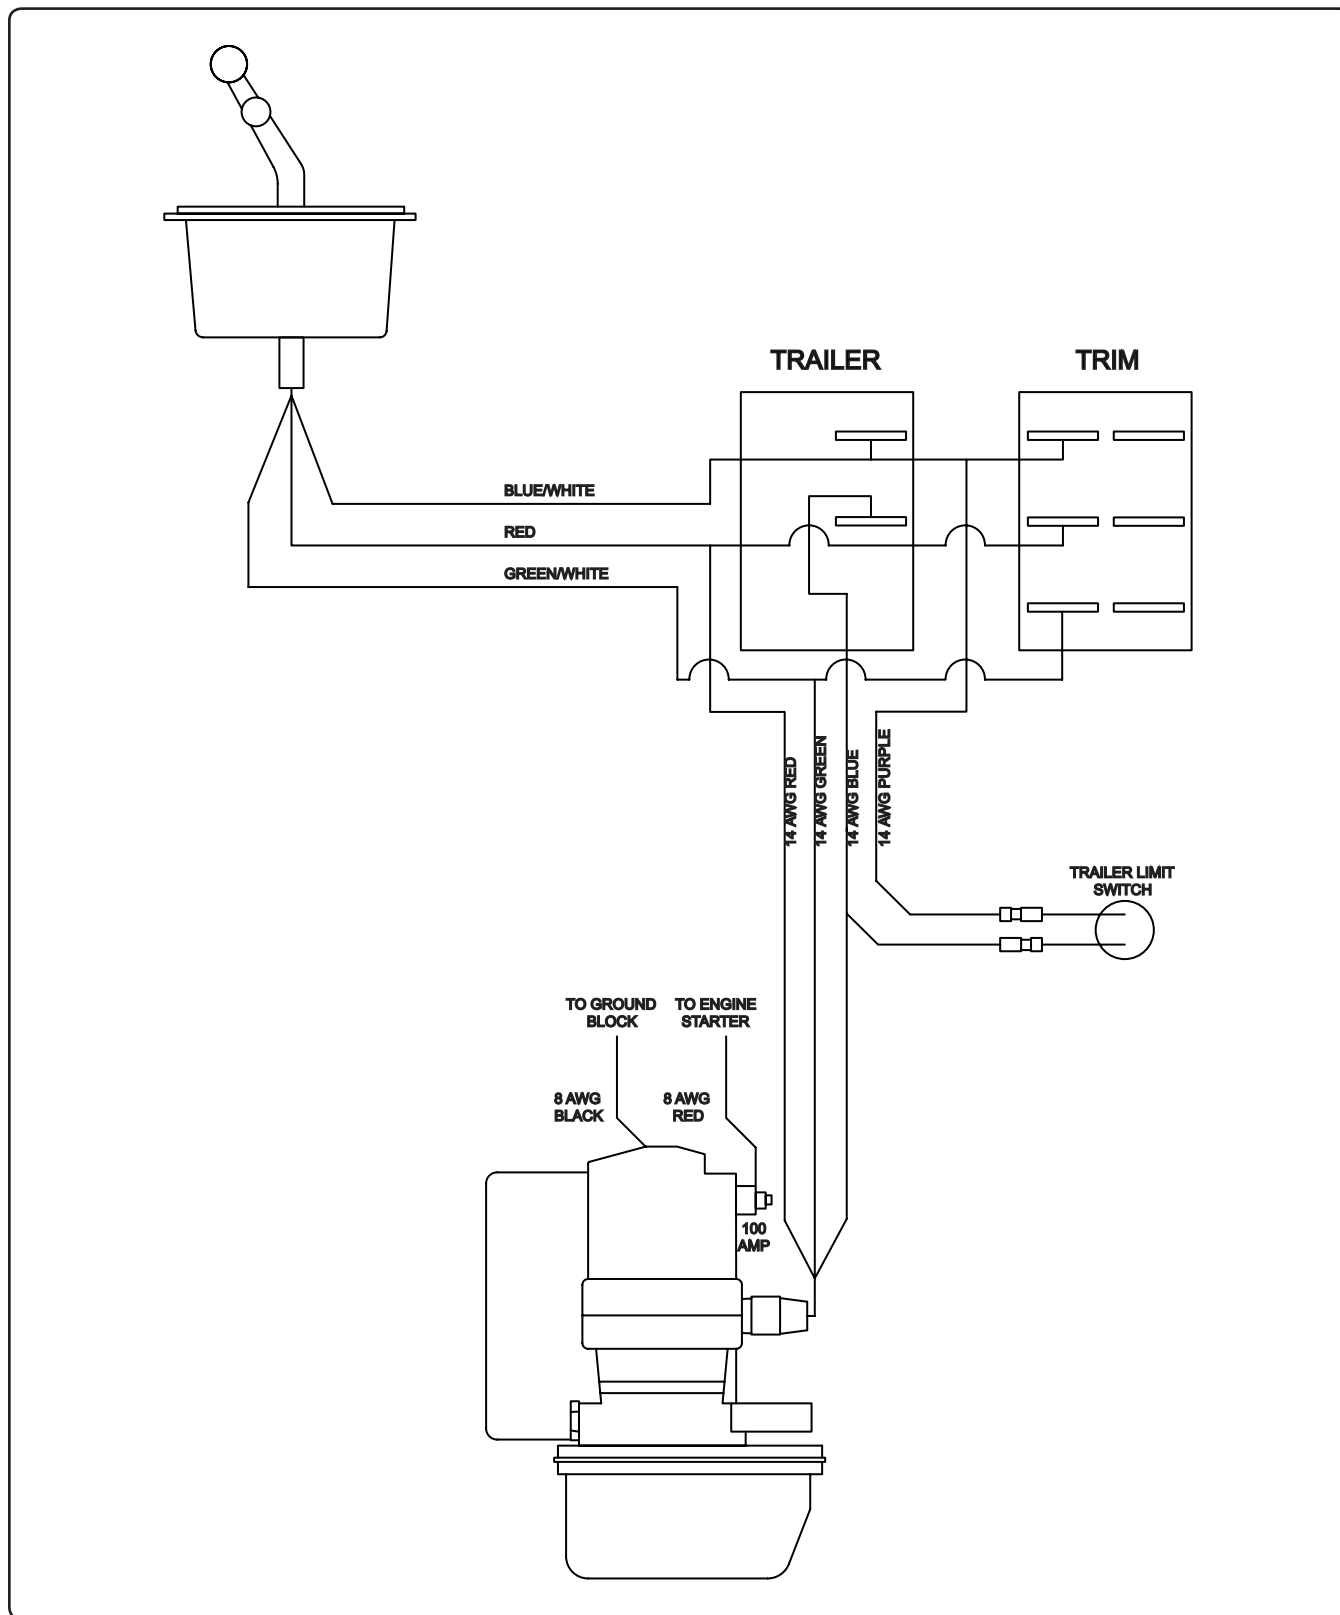 TRAILER
TRIM
BLUE/WHITE
RED
GREEN/WHITE
14 AWG RED
14 AWG GREEN
14 AWG BLUE
14 AWG PURPLE
TRAILER LIMIT
SWITCH
TO GROUND
BLOCK
TO ENGINE
STARTER
8 AWG
BLACK
8 AWG
RED
100
AMP